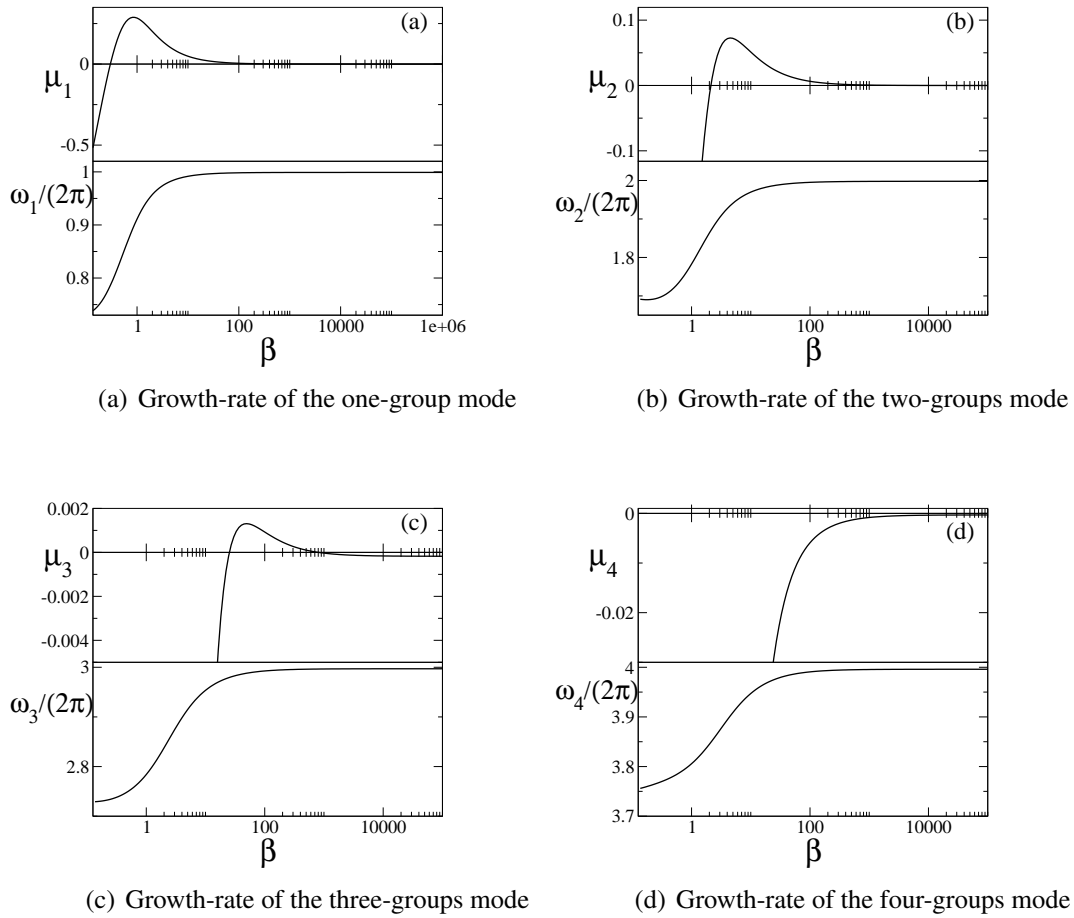 (a)
0
μ1
-0.5
1
ω1/(2π)
0.9
0.8
1 100 10000 1e+06
β
(a) Growth-rate of the one-group mode
0.1
(b)
μ2
0
-0.1
2
ω2/(2π)
1.8
1 100 10000
β
(b) Growth-rate of the two-groups mode
0.002
(c)
0
μ3
-0.002
-0.004
3
ω3/(2π)
2.8
1 100 10000
β
(c) Growth-rate of the three-groups mode
0
(d)
μ4
-0.02
4
ω4/(2π)
3.9
3.8
3.7
1 100 10000
β
(d) Growth-rate of the four-groups mode